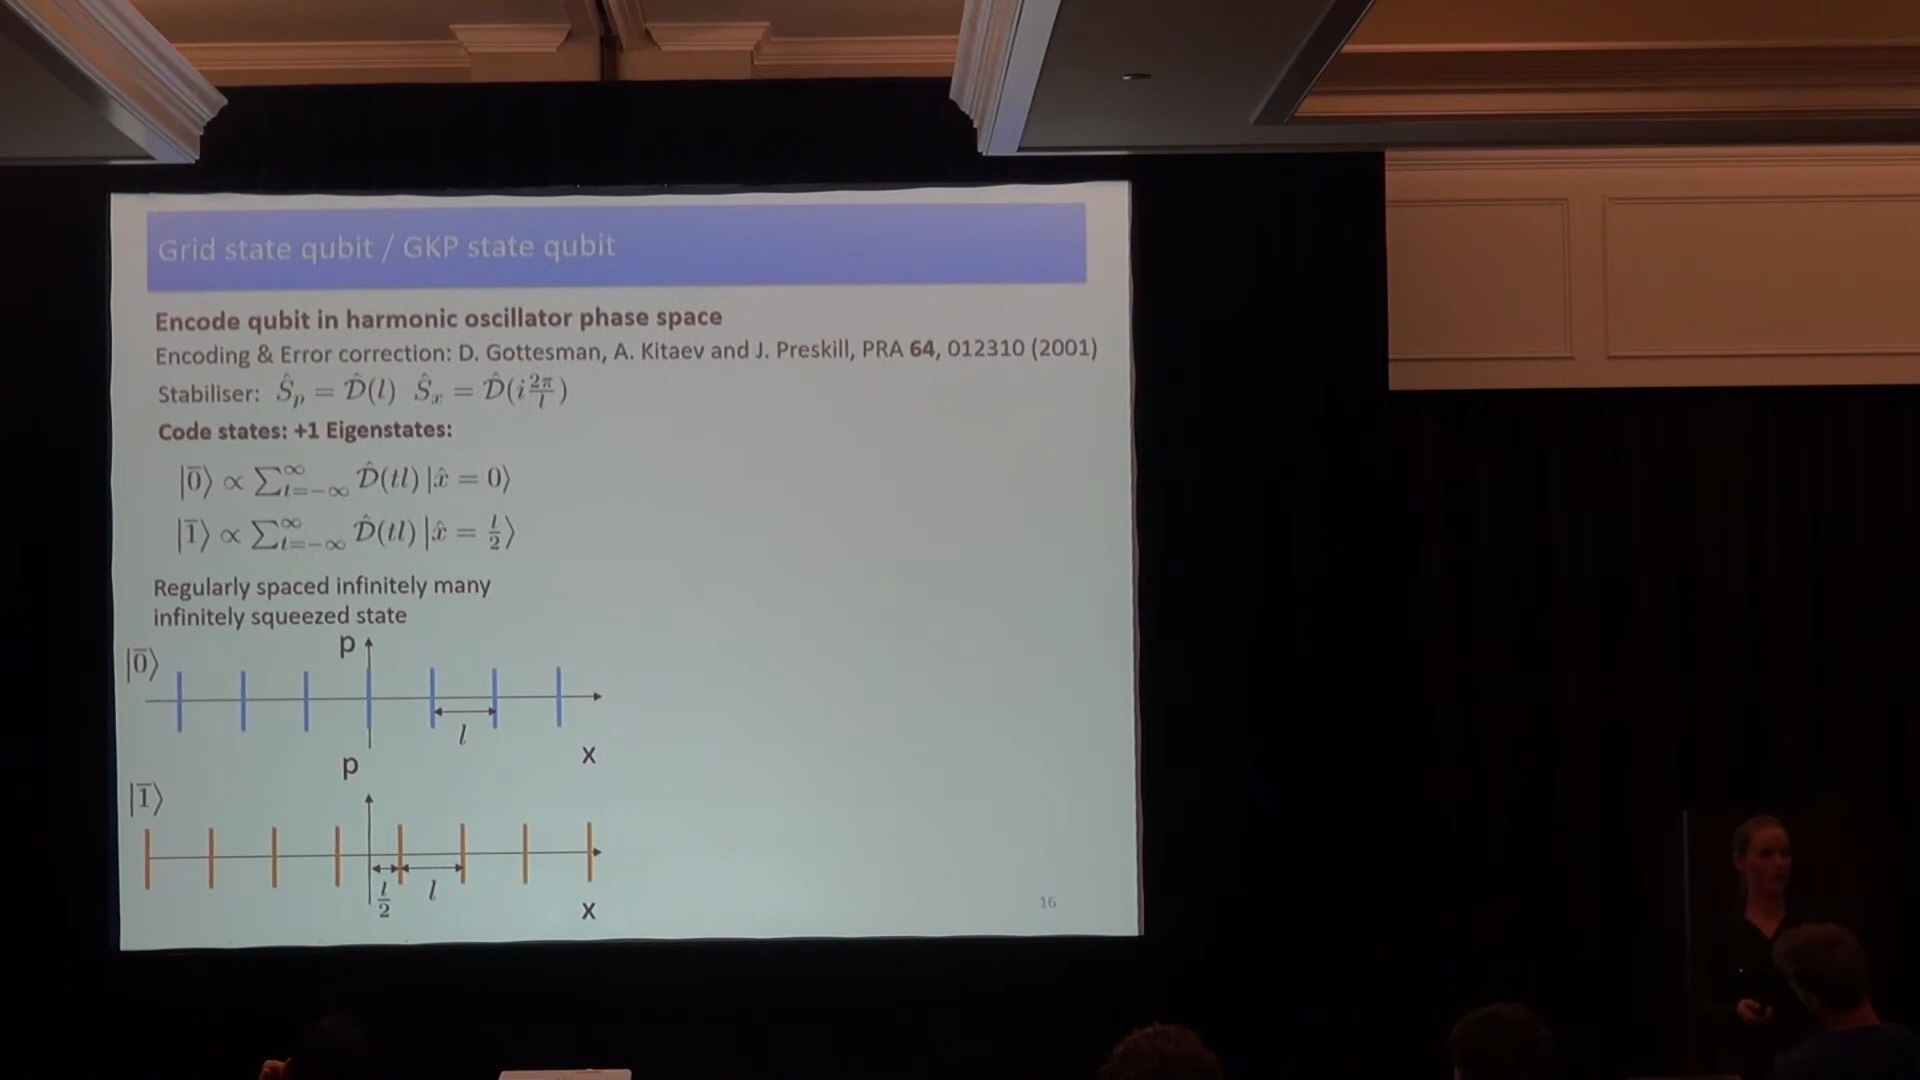 Grid state qubit / GKP state qubit
Encode qubit in harmonic oscillator phase space
Encoding & Error correction: D. Gottesman, A. Kitaev and J. Preskill, PRA 64, 012310 (2001)
Stabiliser: Ŝₚ = D̂(l) Ŝₓ = D̂(i 2π/l)
Code states: +1 Eigenstates:
|0̅⟩ ∝ ∑_{t=-∞}^{∞} D̂(tl) |x̂ = 0⟩
|1̅⟩ ∝ ∑_{t=-∞}^{∞} D̂(tl) |x̂ = l/2⟩
Regularly spaced infinitely many
infinitely squeezed state
p
|0̅⟩
l
x
p
|1̅⟩
l/2
l
x
16